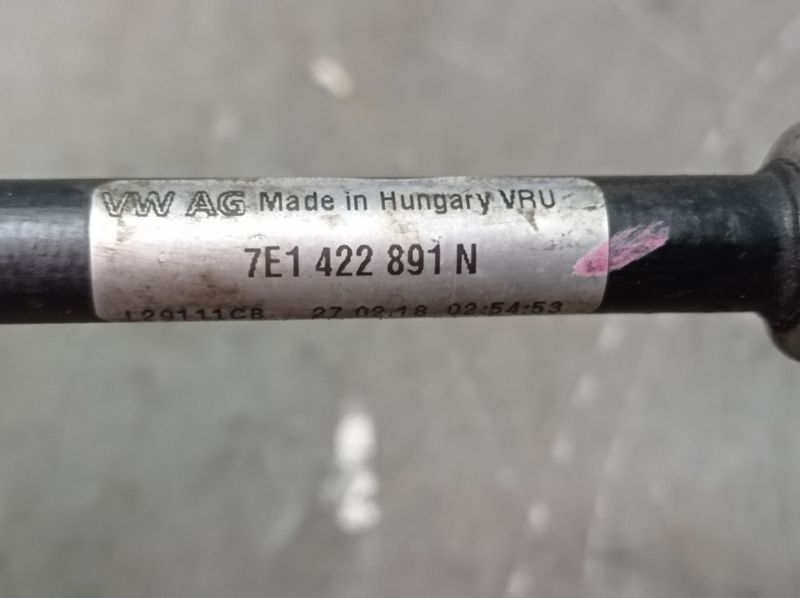 VW AG Made in Hungary VRU
7E1 422 891 N
L29111CB 27.02.18 02:54:53